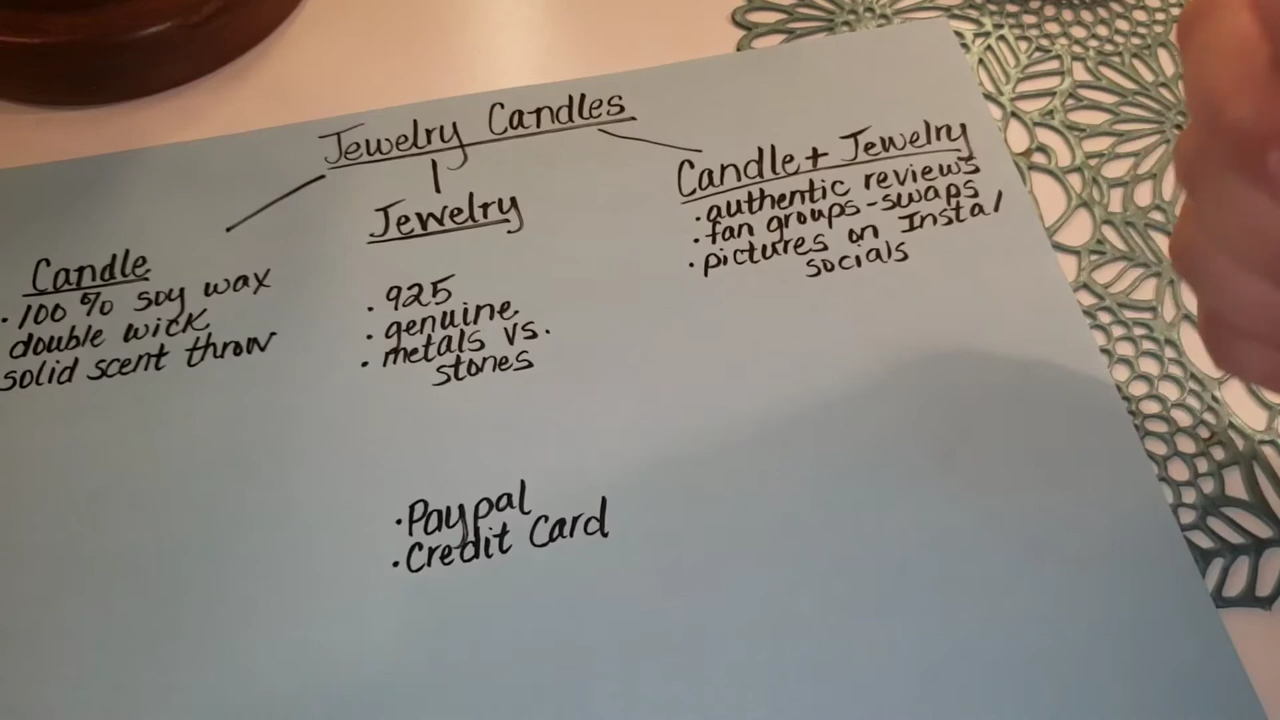 Jewelry Candles
Candle
· 100% soy wax
double wick
solid scent throw
Jewelry
· 925
· genuine
· metals vs.
stones
Candle + Jewelry
· authentic reviews
· fan groups - swaps
· pictures on Insta/
socials
· Paypal
· Credit Card